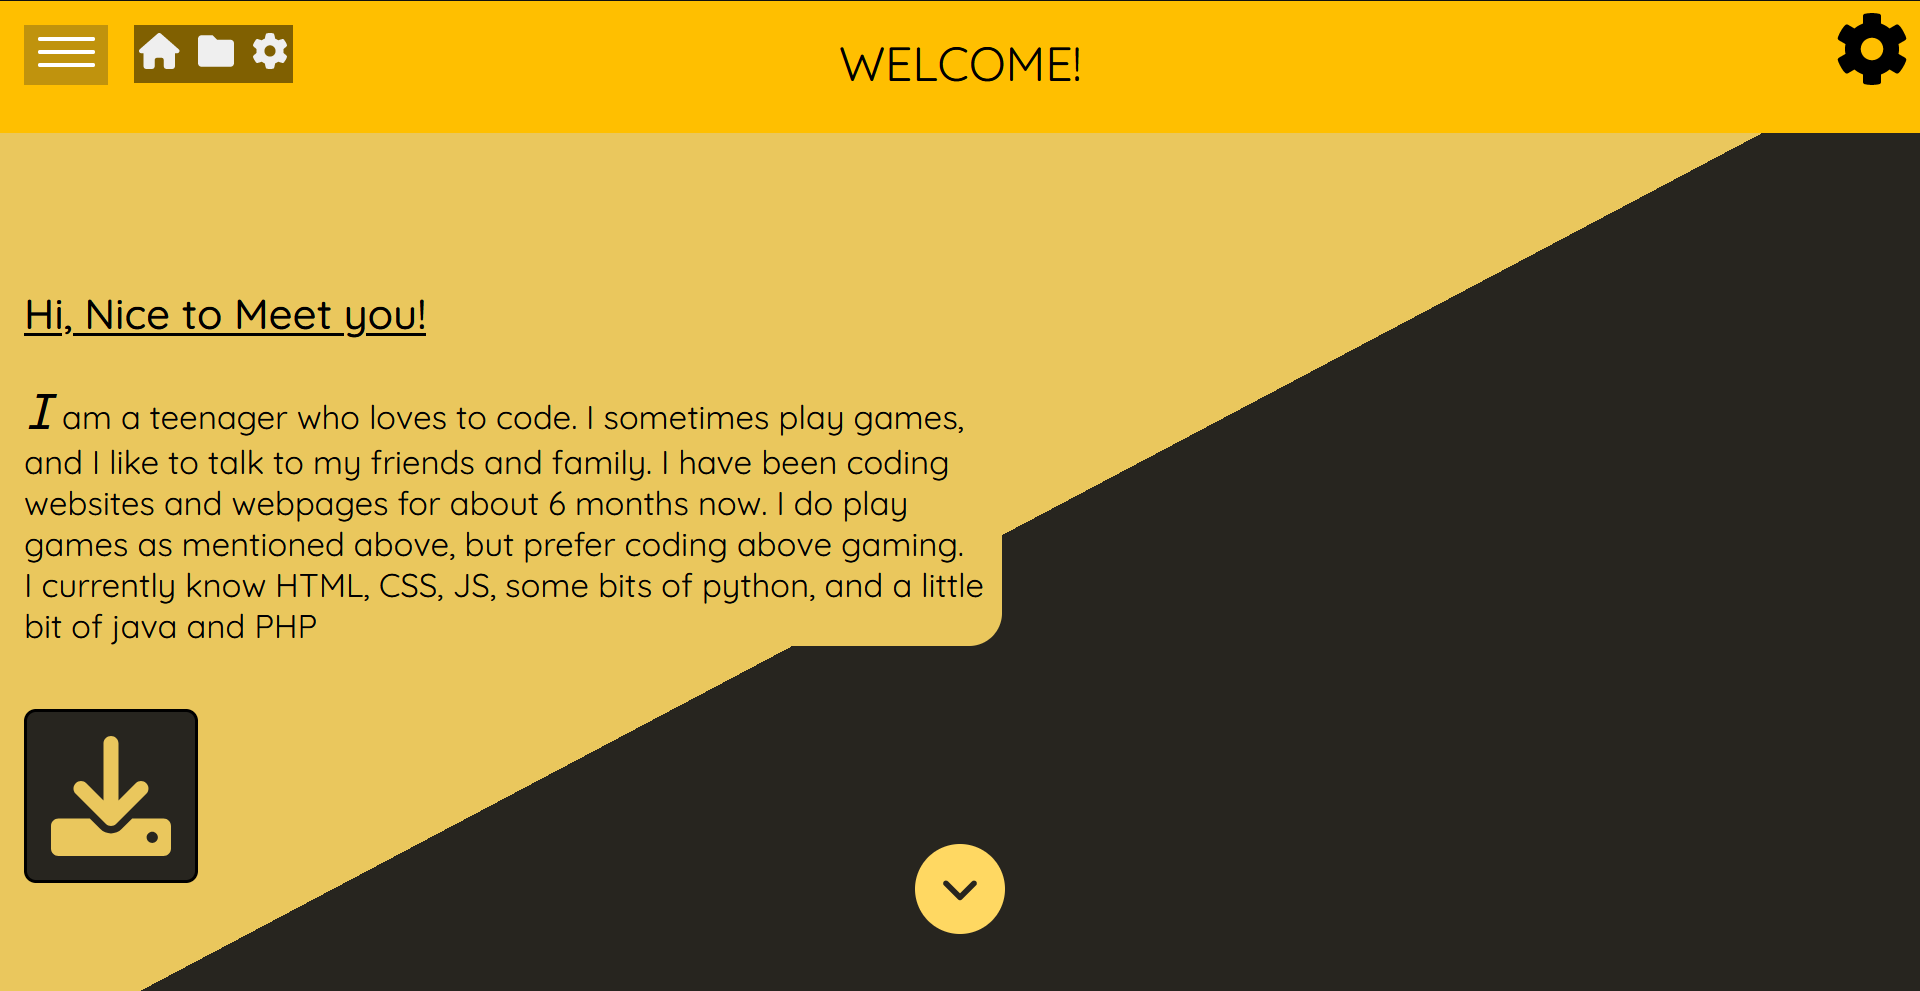 WELCOME!
Hi, Nice to Meet you!
I am a teenager who loves to code. I sometimes play games,
and I like to talk to my friends and family. I have been coding
websites and webpages for about 6 months now. I do play
games as mentioned above, but prefer coding above gaming.
I currently know HTML, CSS, JS, some bits of python, and a little
bit of java and PHP